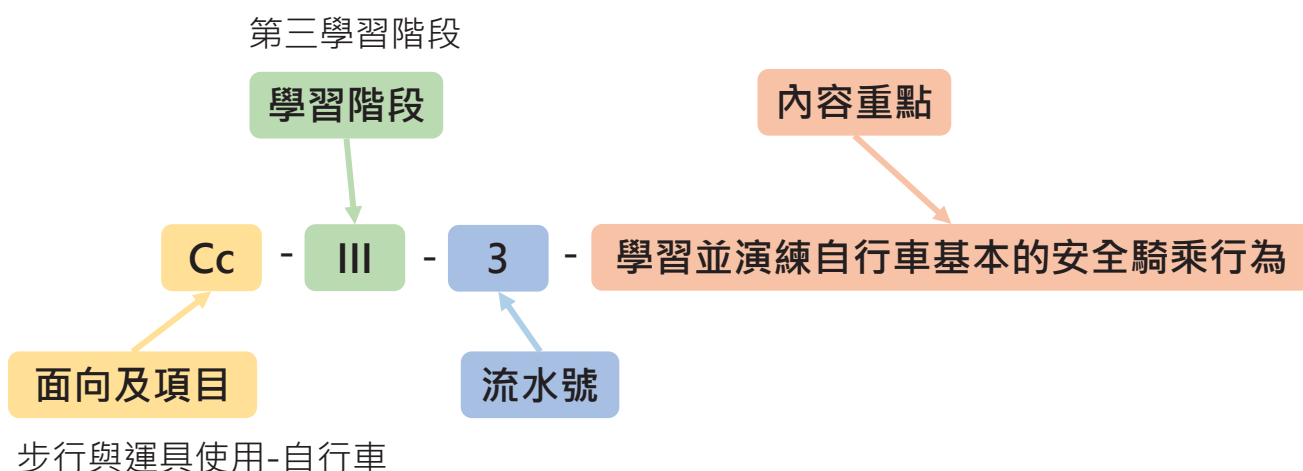 第三學習階段
學習階段
內容重點
Cc - III - 3 - 學習並演練自行車基本的安全騎乘行為
面向及項目
流水號
步行與運具使用-自行車